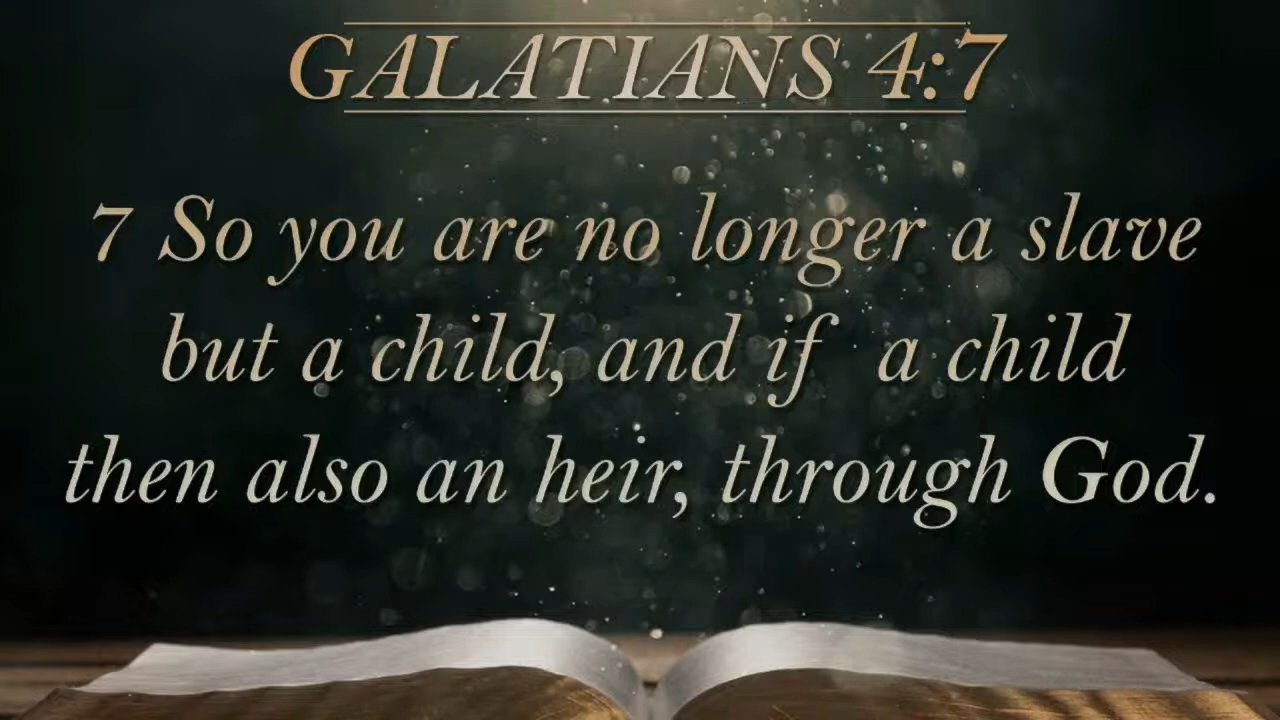 GALATIANS 4:7
7 So you are no longer a slave
but a child, and if a child
then also an heir, through God.